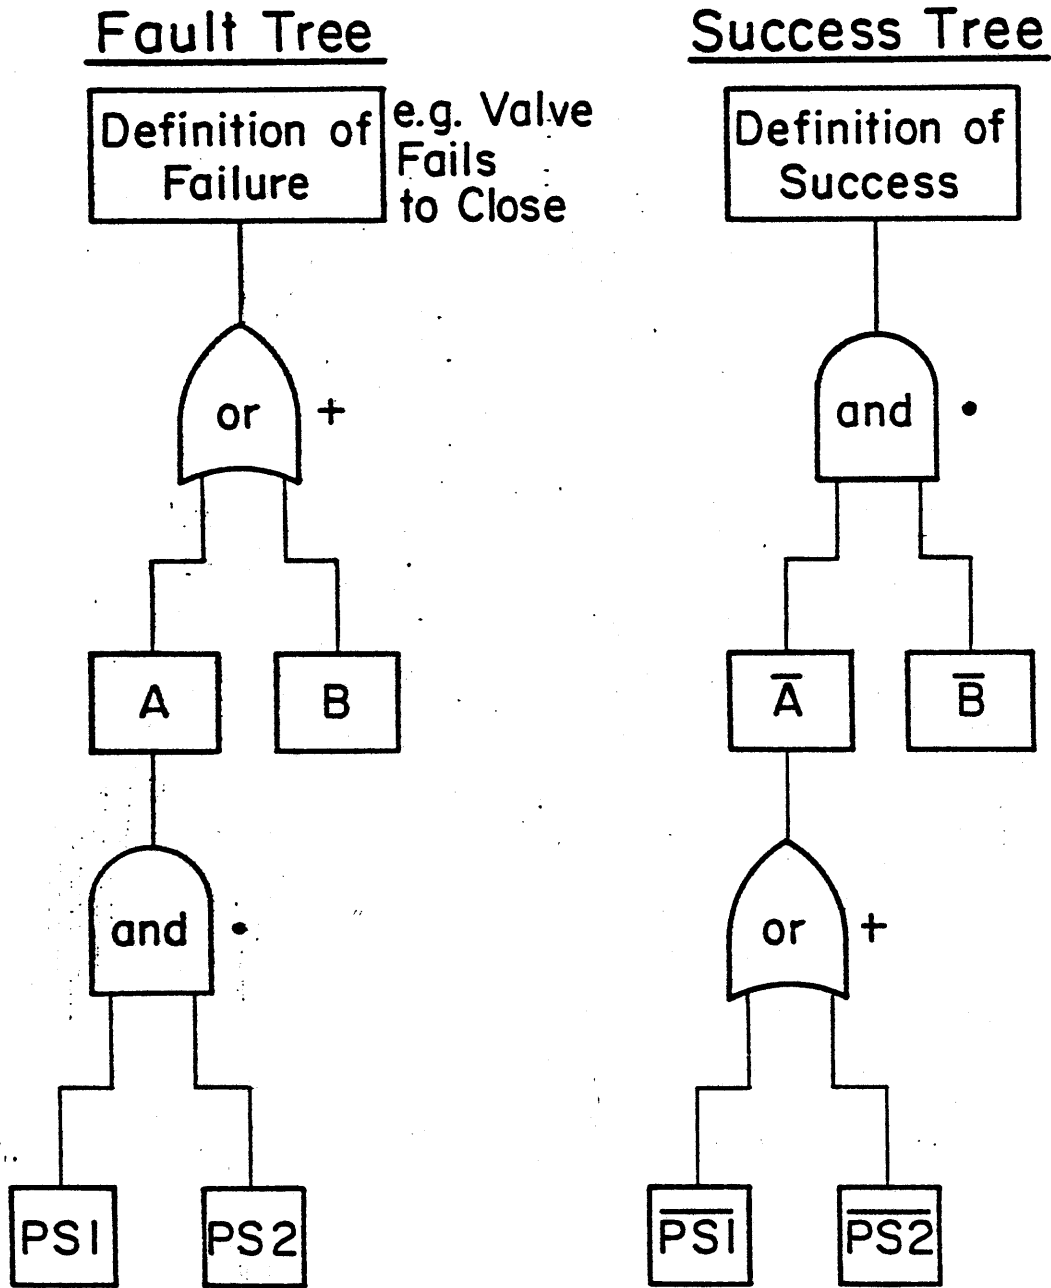 Fault Tree
Definition of
Failure
e.g. Valve
Fails
to Close
or +
A B
and •
PS1 PS2
Success Tree
Definition of
Success
and •
A̅ B̅
or +
P̅S̅1̅ P̅S̅2̅